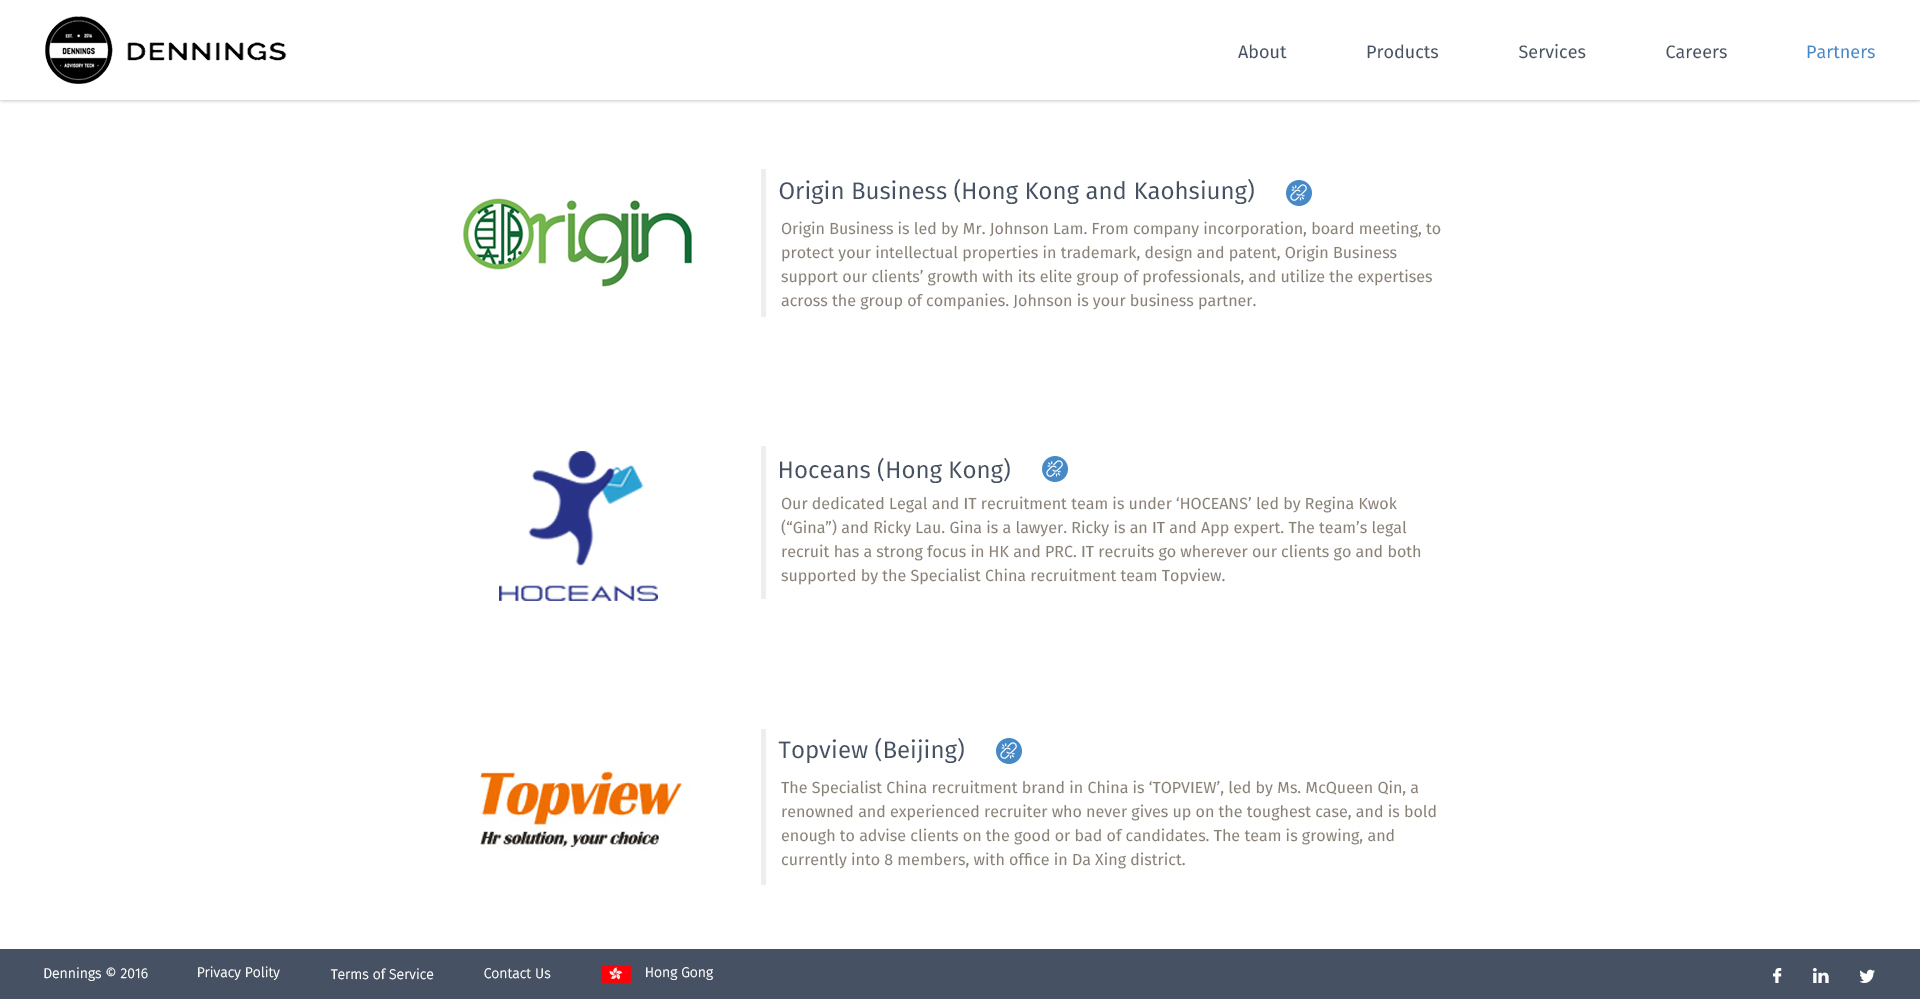 EST. 2016
DENNINGS
ADVISORY TECH
DENNINGS
About
Products
Services
Careers
Partners
Origin
Origin Business (Hong Kong and Kaohsiung)
Origin Business is led by Mr. Johnson Lam. From company incorporation, board meeting, to
protect your intellectual properties in trademark, design and patent, Origin Business
support our clients’ growth with its elite group of professionals, and utilize the expertises
across the group of companies. Johnson is your business partner.
HOCEANS
Hoceans (Hong Kong)
Our dedicated Legal and IT recruitment team is under ‘HOCEANS’ led by Regina Kwok
(“Gina”) and Ricky Lau. Gina is a lawyer. Ricky is an IT and App expert. The team’s legal
recruit has a strong focus in HK and PRC. IT recruits go wherever our clients go and both
supported by the Specialist China recruitment team Topview.
Topview
Hr solution, your choice
Topview (Beijing)
The Specialist China recruitment brand in China is ‘TOPVIEW’, led by Ms. McQueen Qin, a
renowned and experienced recruiter who never gives up on the toughest case, and is bold
enough to advise clients on the good or bad of candidates. The team is growing, and
currently into 8 members, with office in Da Xing district.
Dennings © 2016
Privacy Polity
Terms of Service
Contact Us
Hong Gong